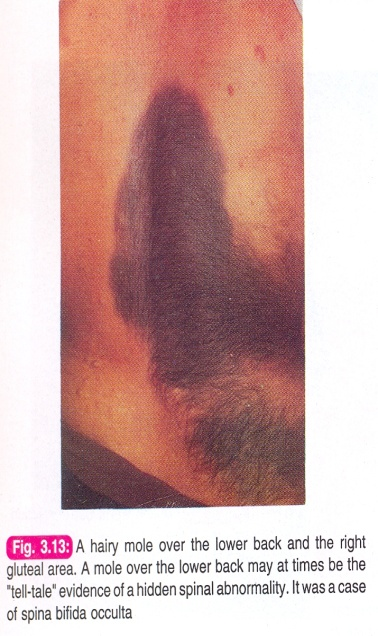 Fig. 3.13: A hairy mole over the lower back and the right
gluteal area. A mole over the lower back may at times be the
"tell-tale" evidence of a hidden spinal abnormality. It was a case
of spina bifida occulta